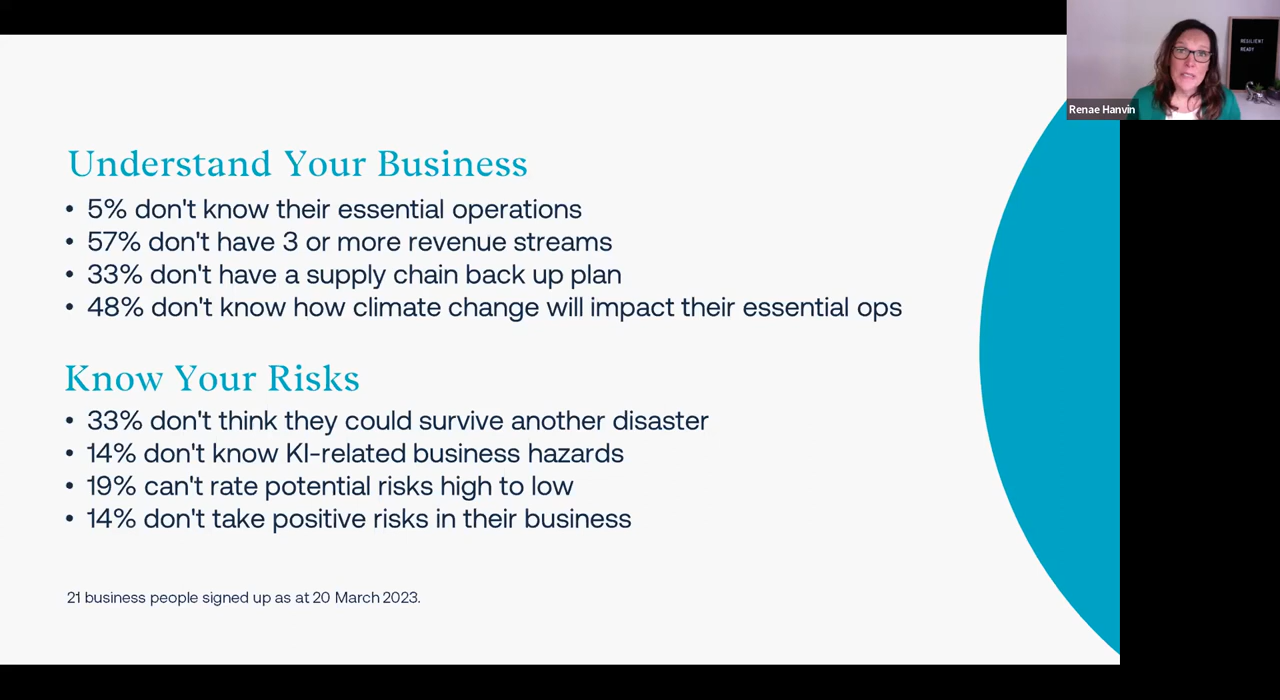 RESILIENT
READY
Renae Hanvin
Understand Your Business
• 5% don't know their essential operations
• 57% don't have 3 or more revenue streams
• 33% don't have a supply chain back up plan
• 48% don't know how climate change will impact their essential ops
Know Your Risks
• 33% don't think they could survive another disaster
• 14% don't know KI-related business hazards
• 19% can't rate potential risks high to low
• 14% don't take positive risks in their business
21 business people signed up as at 20 March 2023.